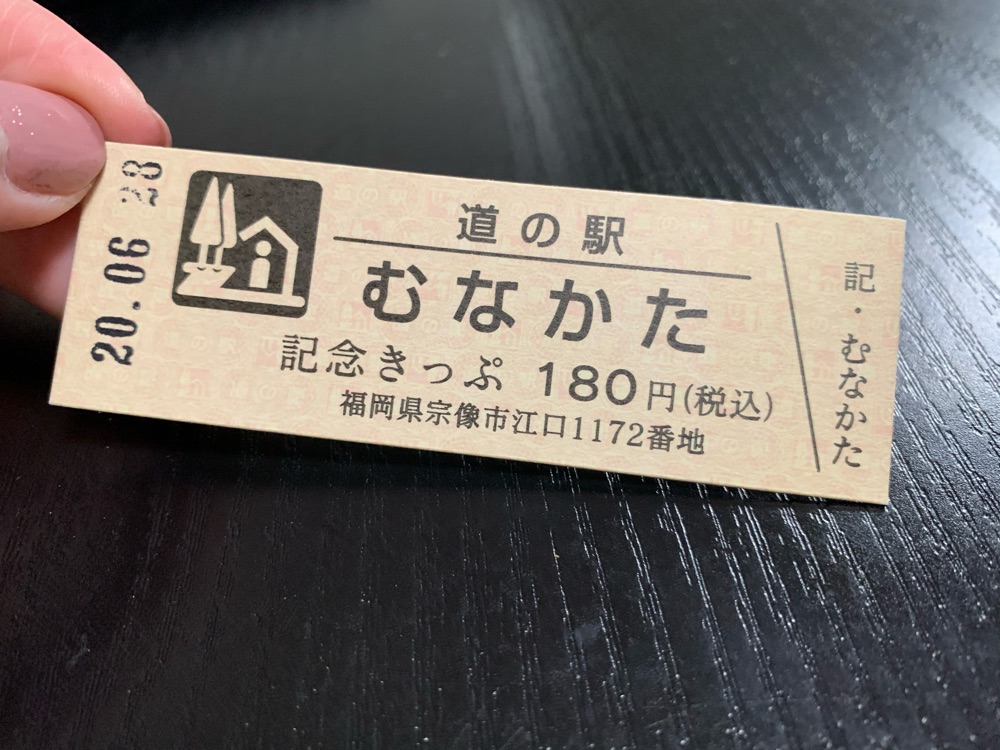 20.06.28
道の駅
むなかた
記念きっぷ 180円(税込)
福岡県宗像市江口1172番地
記・むなかた